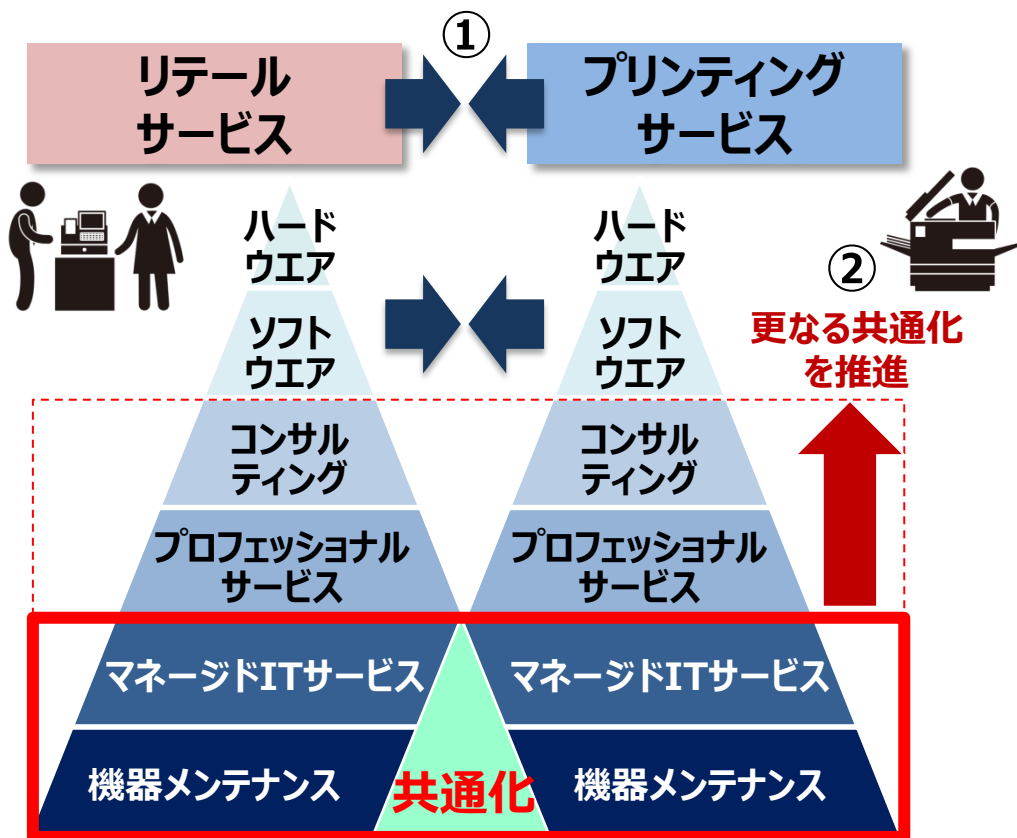 ①
リテール
サービス
プリンティング
サービス
ハード
ウエア
ハード
ウエア
②
更なる共通化
を推進
ソフト
ウエア
ソフト
ウエア
コンサル
ティング
コンサル
ティング
プロフェッショナル
サービス
プロフェッショナル
サービス
マネージドITサービス
マネージドITサービス
機器メンテナンス
共通化
機器メンテナンス